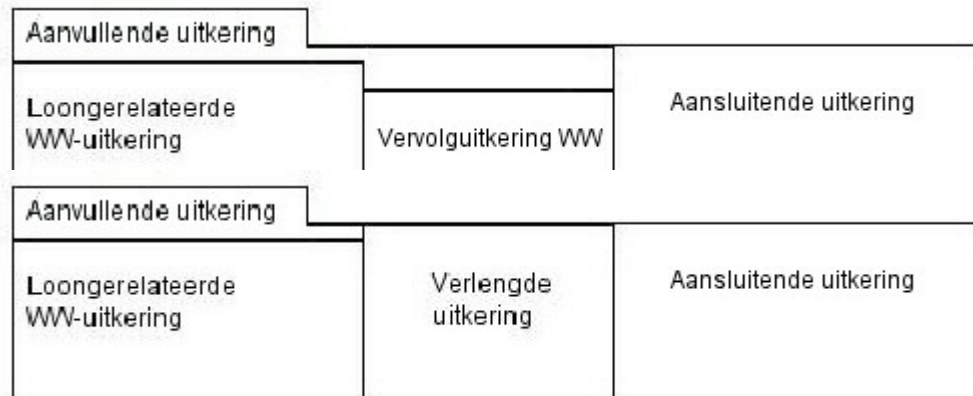 Aanvullende uitkering
Loongerelateerde
WW-uitkering
Vervolguitkering WW
Aansluitende uitkering
Aanvullende uitkering
Loongerelateerde
WW-uitkering
Verlengde
uitkering
Aansluitende uitkering